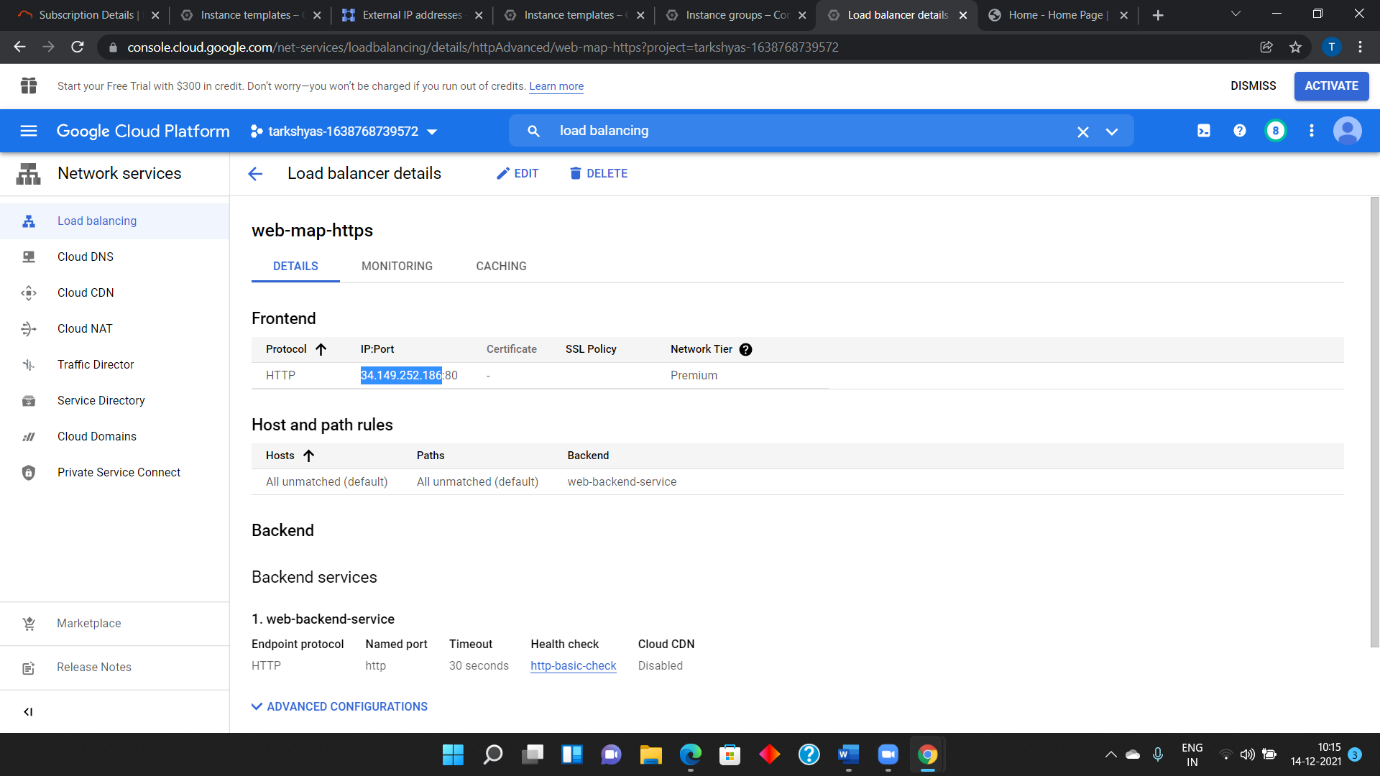 Subscription Details |
Instance templates –
External IP addresses
Instance templates –
Instance groups – Co
Load balancer details
Home - Home Page |
console.cloud.google.com/net-services/loadbalancing/details/httpAdvanced/web-map-https?project=tarkshyas-1638768739572
T
Start your Free Trial with $300 in credit. Don't worry—you won't be charged if you run out of credits. Learn more
DISMISS
ACTIVATE
Google Cloud Platform
tarkshyas-1638768739572
load balancing
8
Network services
Load balancer details
EDIT
DELETE
Load balancing
Cloud DNS
Cloud CDN
Cloud NAT
Traffic Director
Service Directory
Cloud Domains
Private Service Connect
Marketplace
Release Notes
web-map-https
DETAILS MONITORING CACHING
Frontend
Protocol IP:Port Certificate SSL Policy Network Tier
HTTP 34.149.252.186:80 - Premium
Host and path rules
Hosts Paths Backend
All unmatched (default) All unmatched (default) web-backend-service
Backend
Backend services
1. web-backend-service
Endpoint protocol Named port Timeout Health check Cloud CDN
HTTP http 30 seconds http-basic-check Disabled
ADVANCED CONFIGURATIONS
ENG
IN
10:15
14-12-2021
3